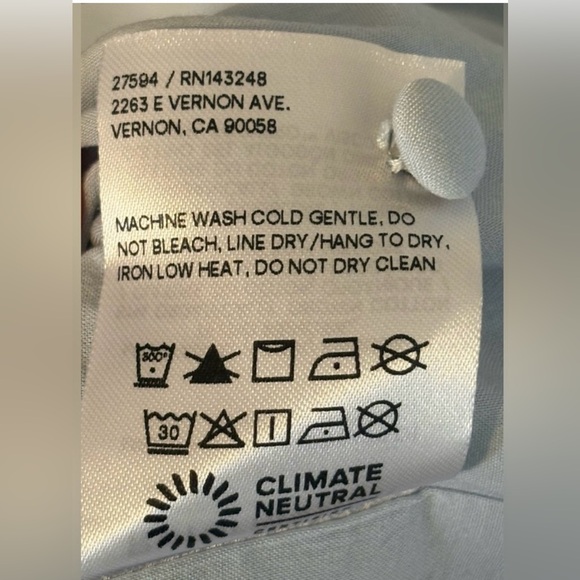 27594 / RN143248
2263 E VERNON AVE.
VERNON, CA 90058
MACHINE WASH COLD GENTLE, DO
NOT BLEACH, LINE DRY/HANG TO DRY,
IRON LOW HEAT, DO NOT DRY CLEAN
30
CLIMATE
NEUTRAL